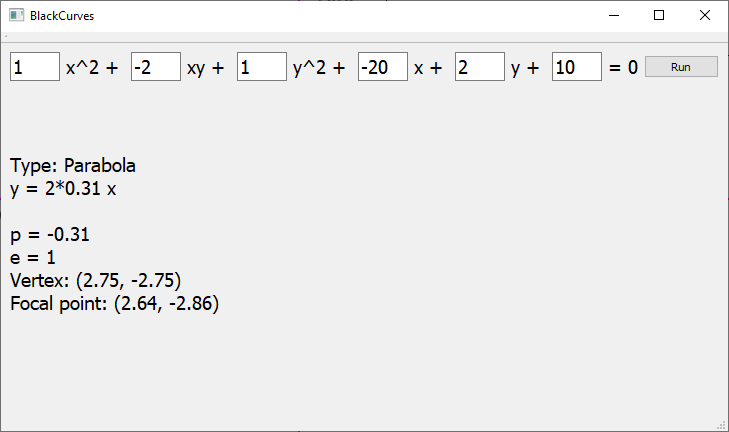 BlackCurves
1 x^2 + -2 xy + 1 y^2 + -20 x + 2 y + 10 = 0 Run
Type: Parabola
y = 2*0.31 x
p = -0.31
e = 1
Vertex: (2.75, -2.75)
Focal point: (2.64, -2.86)